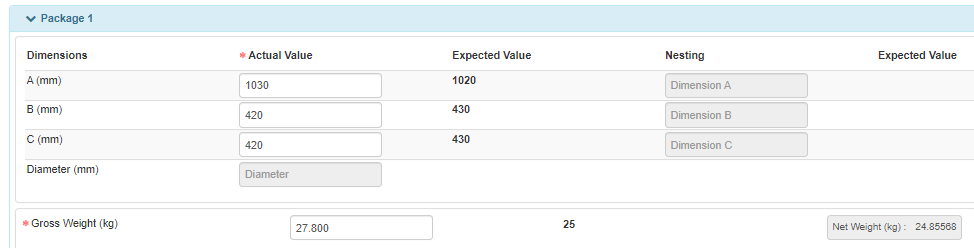 Package 1
Dimensions * Actual Value Expected Value Nesting Expected Value
A (mm) 1030 1020 Dimension A
B (mm) 420 430 Dimension B
C (mm) 420 430 Dimension C
Diameter (mm) Diameter
* Gross Weight (kg) 27.800 25 Net Weight (kg) : 24.85568